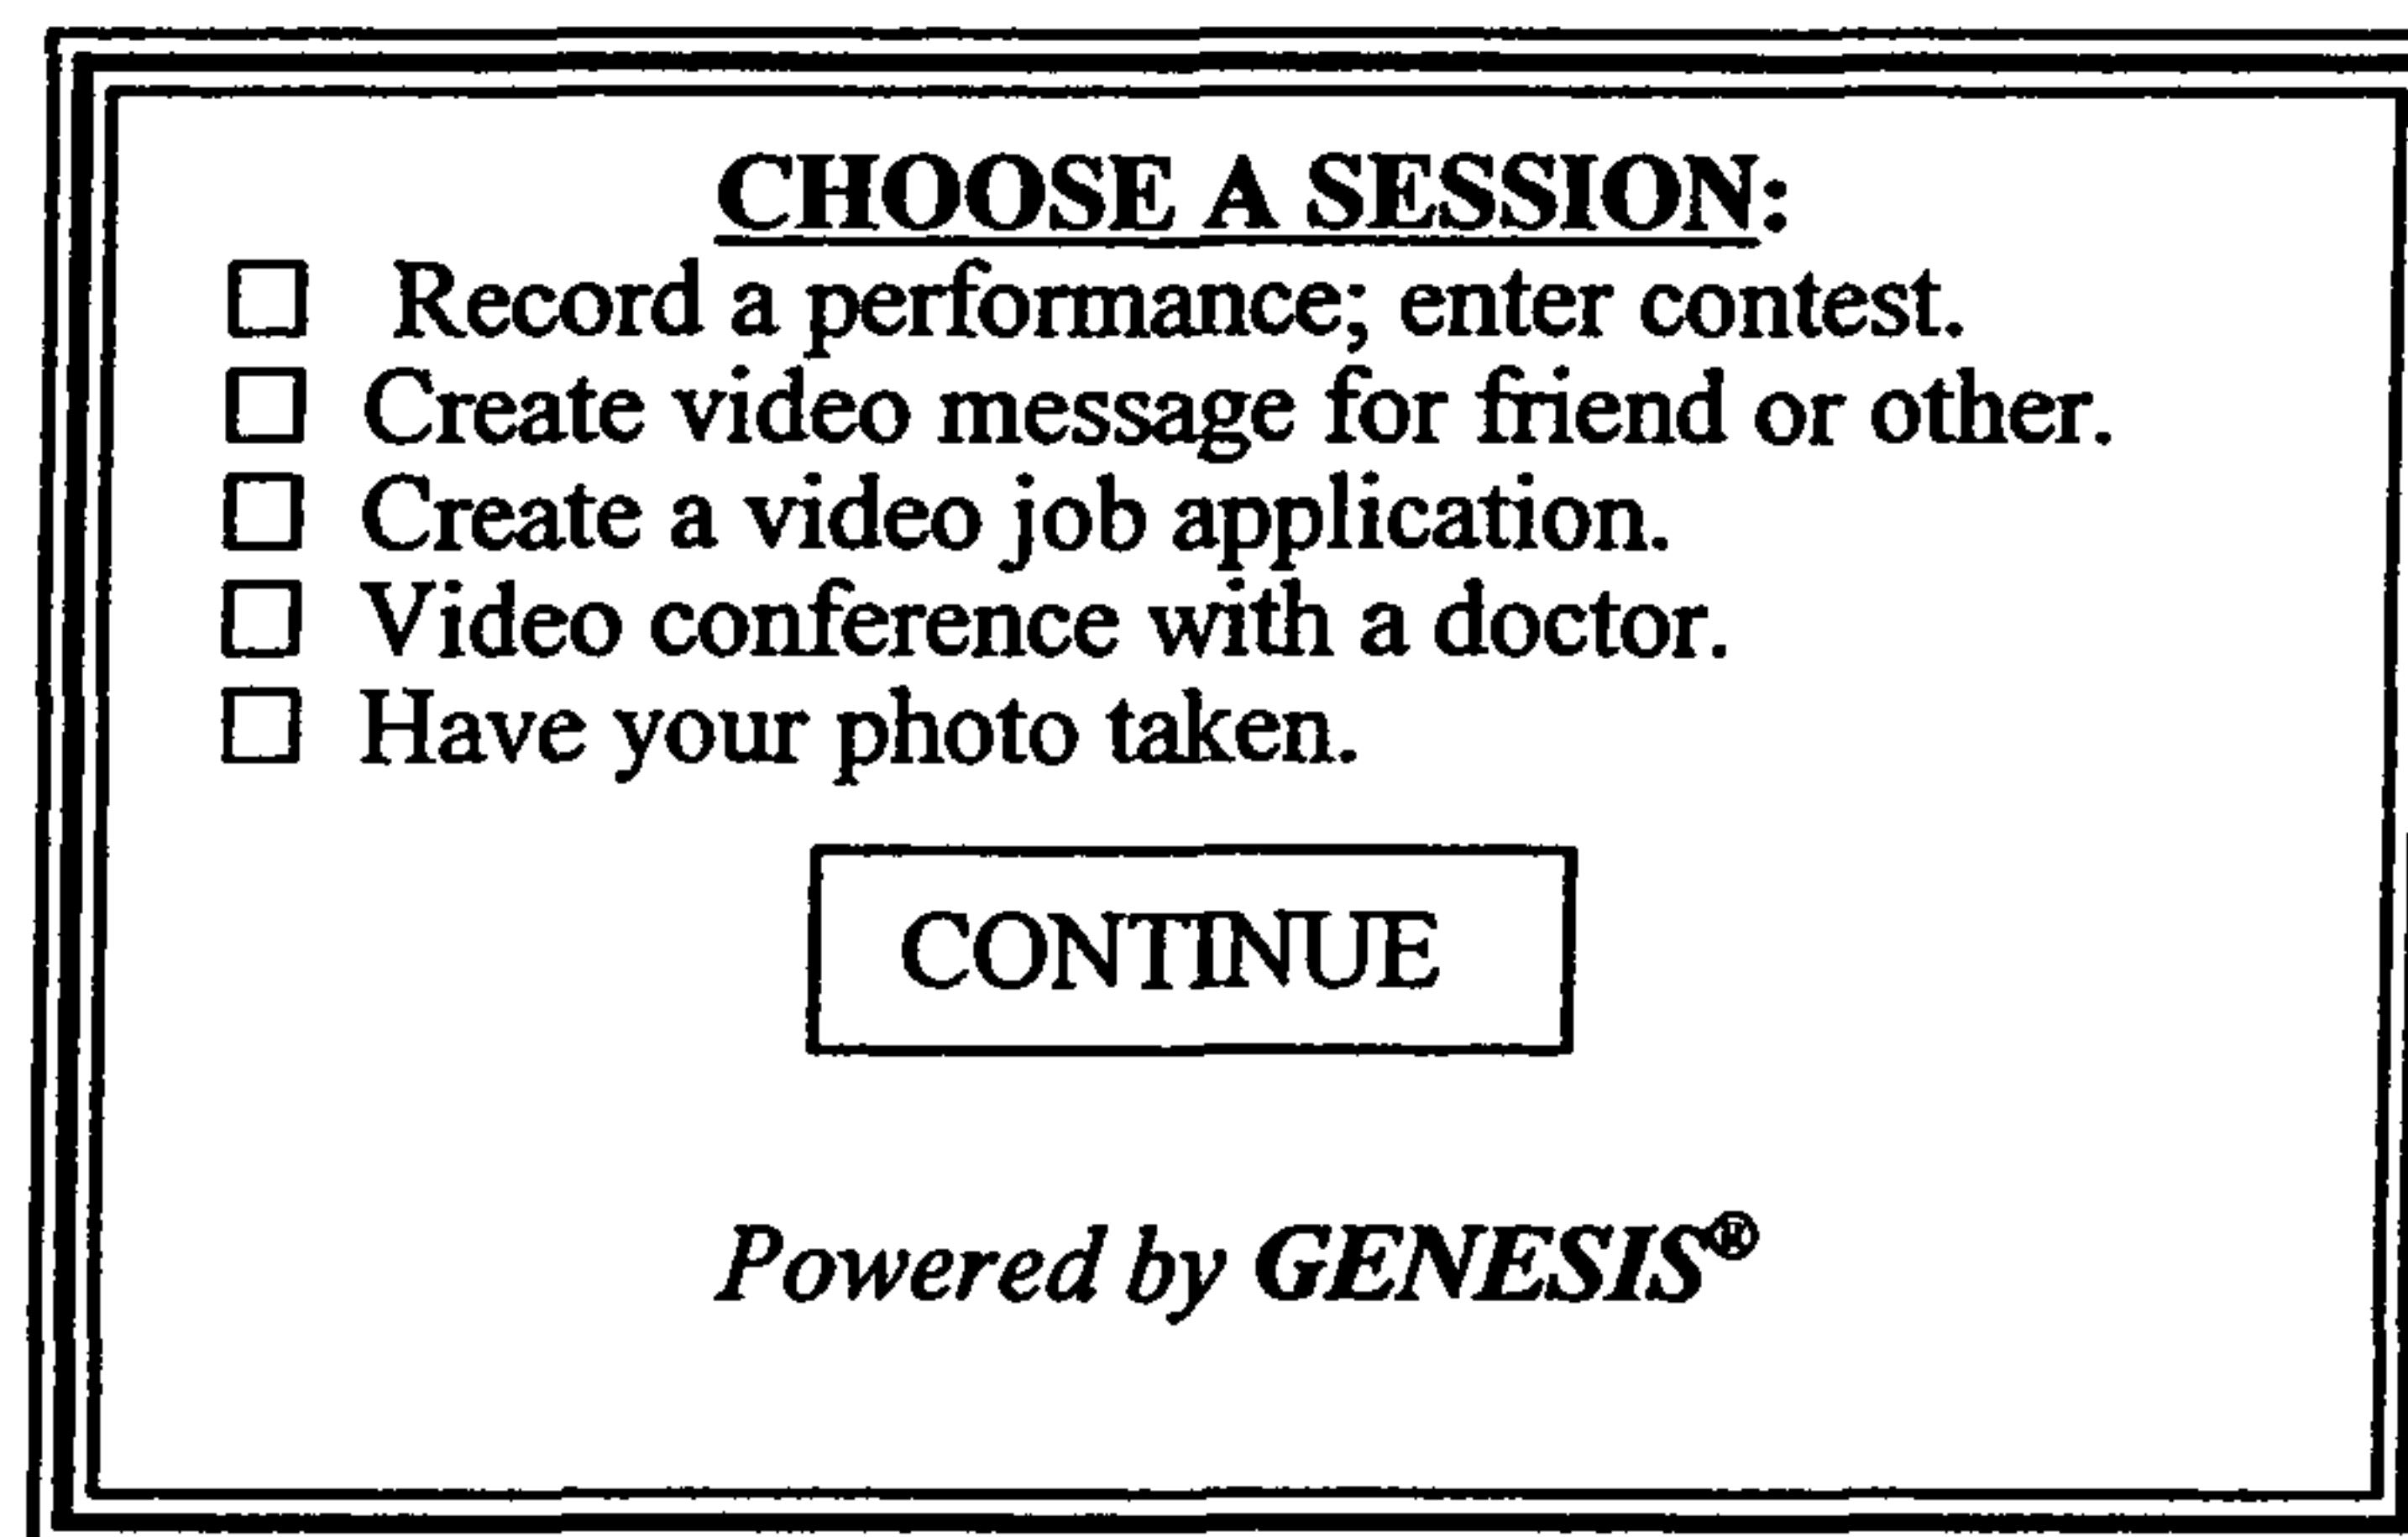 CHOOSE A SESSION:
☐ Record a performance; enter contest.
☐ Create video message for friend or other.
☐ Create a video job application.
☐ Video conference with a doctor.
☐ Have your photo taken.
CONTINUE
Powered by GENESIS®